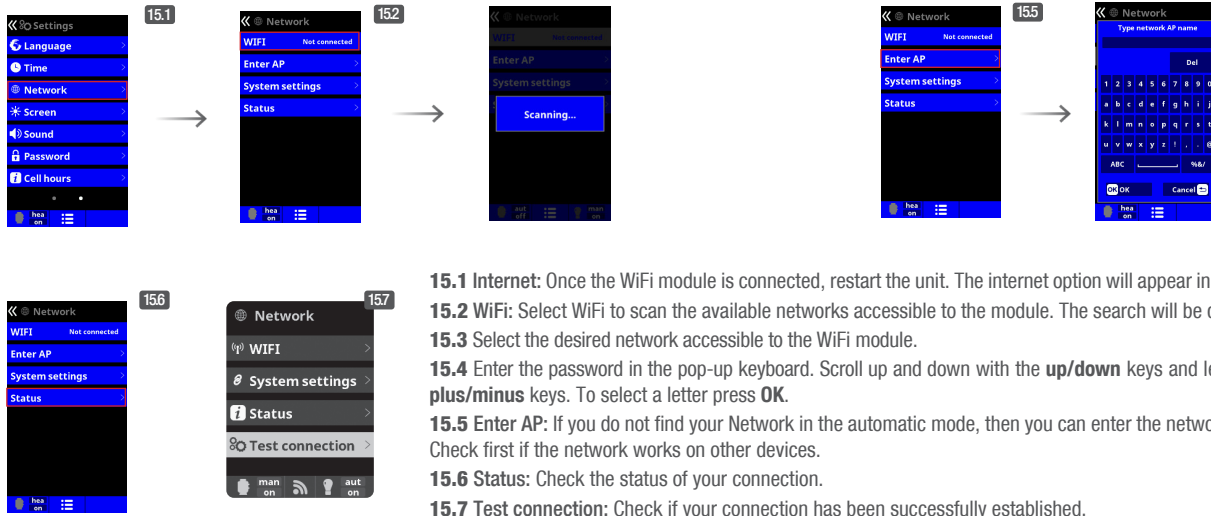 Settings
Language
Time
Network
Screen
Sound
Password
Cell hours
hea
on
15.1
Network
WIFI Not connected
Enter AP
System settings
Status
hea
on
15.2
Network
WIFI Not connected
Enter AP
System settings
Scanning...
aut
off
man
on
Network
WIFI Not connected
Enter AP
System settings
Status
hea
on
15.5
Network
Type network AP name
Del
1 2 3 4 5 6 7 8 9 0
a b c d e f g h i j
k l m n o p q r s t
u v w x y z ! , . @
ABC %&/
OK OK Cancel
hea
on
Network
WIFI Not connected
Enter AP
System settings
Status
hea
on
15.6
Network
WIFI
System settings
Status
Test connection
man
on
aut
on
15.7
15.1 Internet: Once the WiFi module is connected, restart the unit. The internet option will appear in
15.2 WiFi: Select WiFi to scan the available networks accessible to the module. The search will be
15.3 Select the desired network accessible to the WiFi module.
15.4 Enter the password in the pop-up keyboard. Scroll up and down with the up/down keys and
plus/minus keys. To select a letter press OK.
15.5 Enter AP: If you do not find your Network in the automatic mode, then you can enter the
Check first if the network works on other devices.
15.6 Status: Check the status of your connection.
15.7 Test connection: Check if your connection has been successfully established.